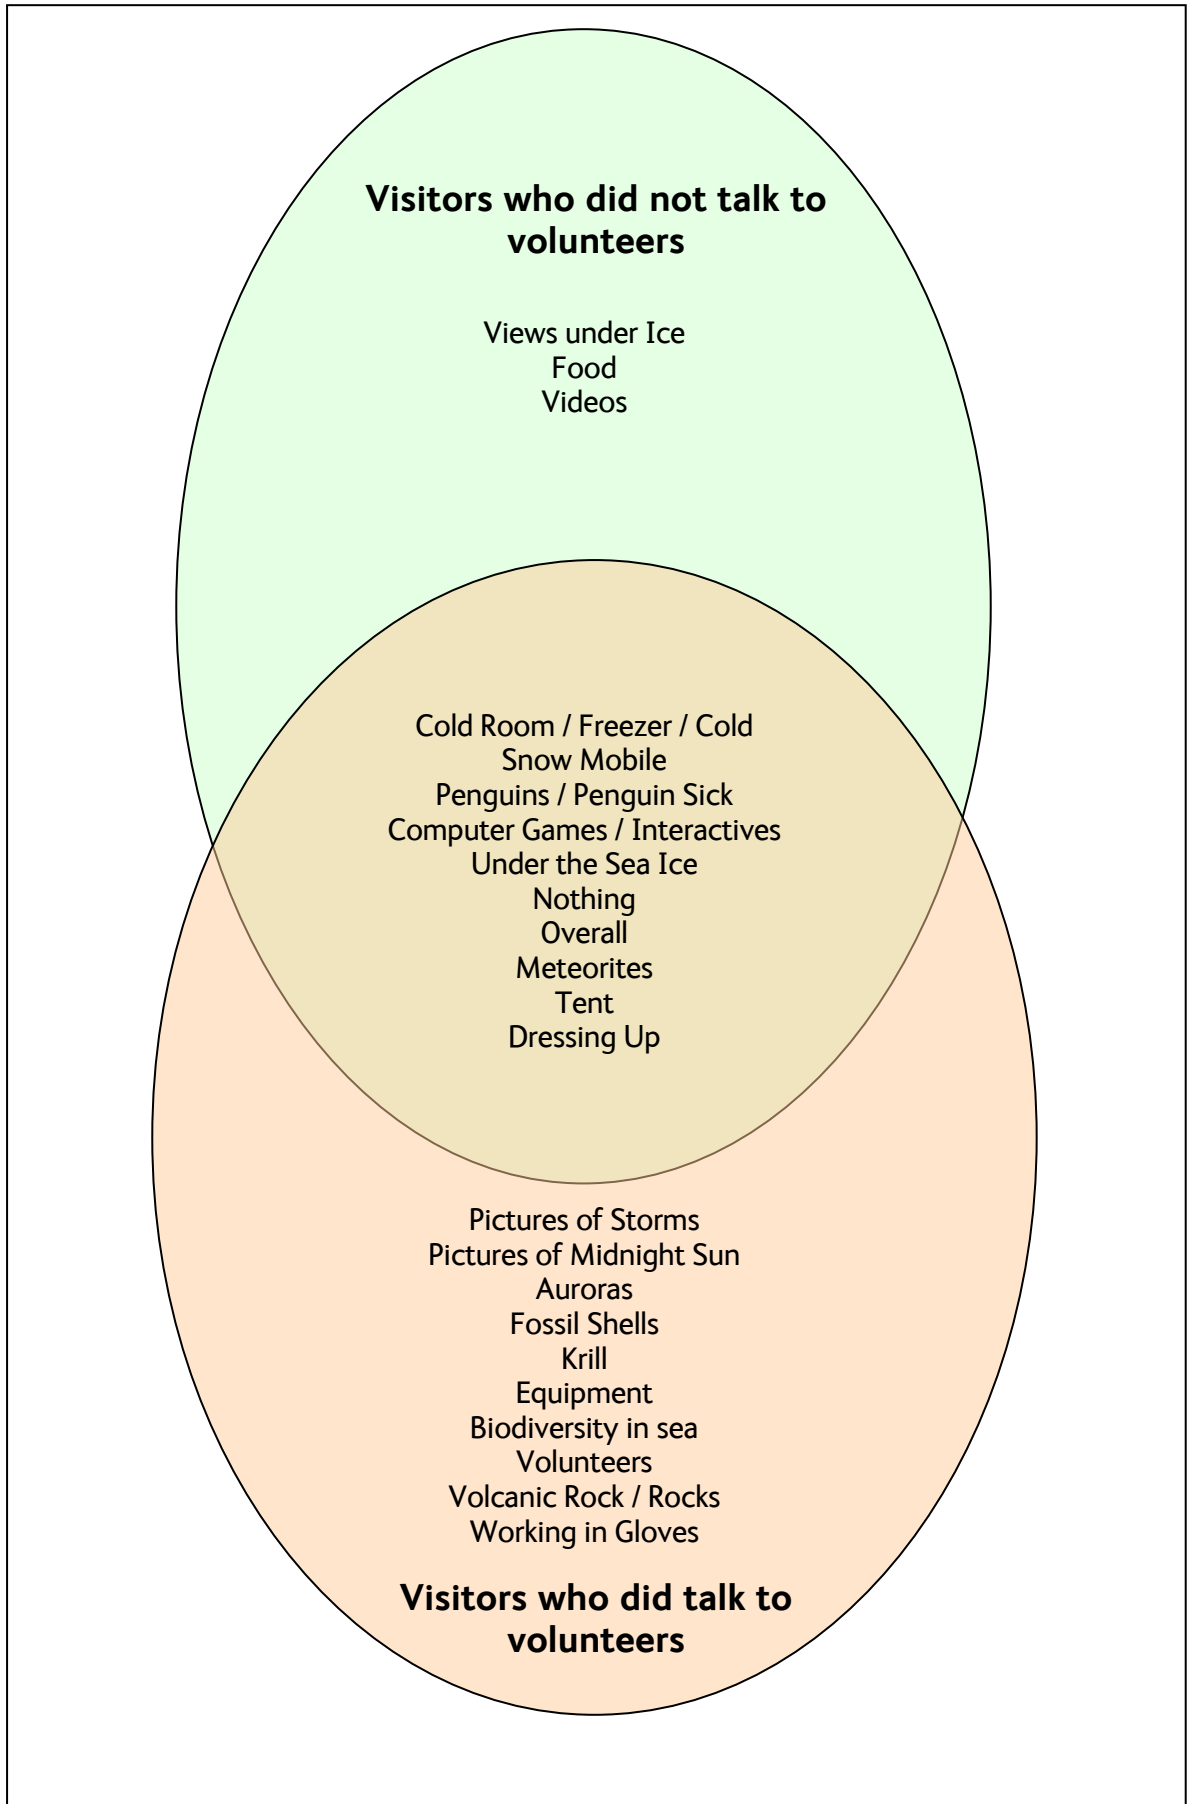 Visitors who did not talk to
volunteers
Views under Ice
Food
Videos
Cold Room / Freezer / Cold
Snow Mobile
Penguins / Penguin Sick
Computer Games / Interactives
Under the Sea Ice
Nothing
Overall
Meteorites
Tent
Dressing Up
Pictures of Storms
Pictures of Midnight Sun
Auroras
Fossil Shells
Krill
Equipment
Biodiversity in sea
Volunteers
Volcanic Rock / Rocks
Working in Gloves
Visitors who did talk to
volunteers